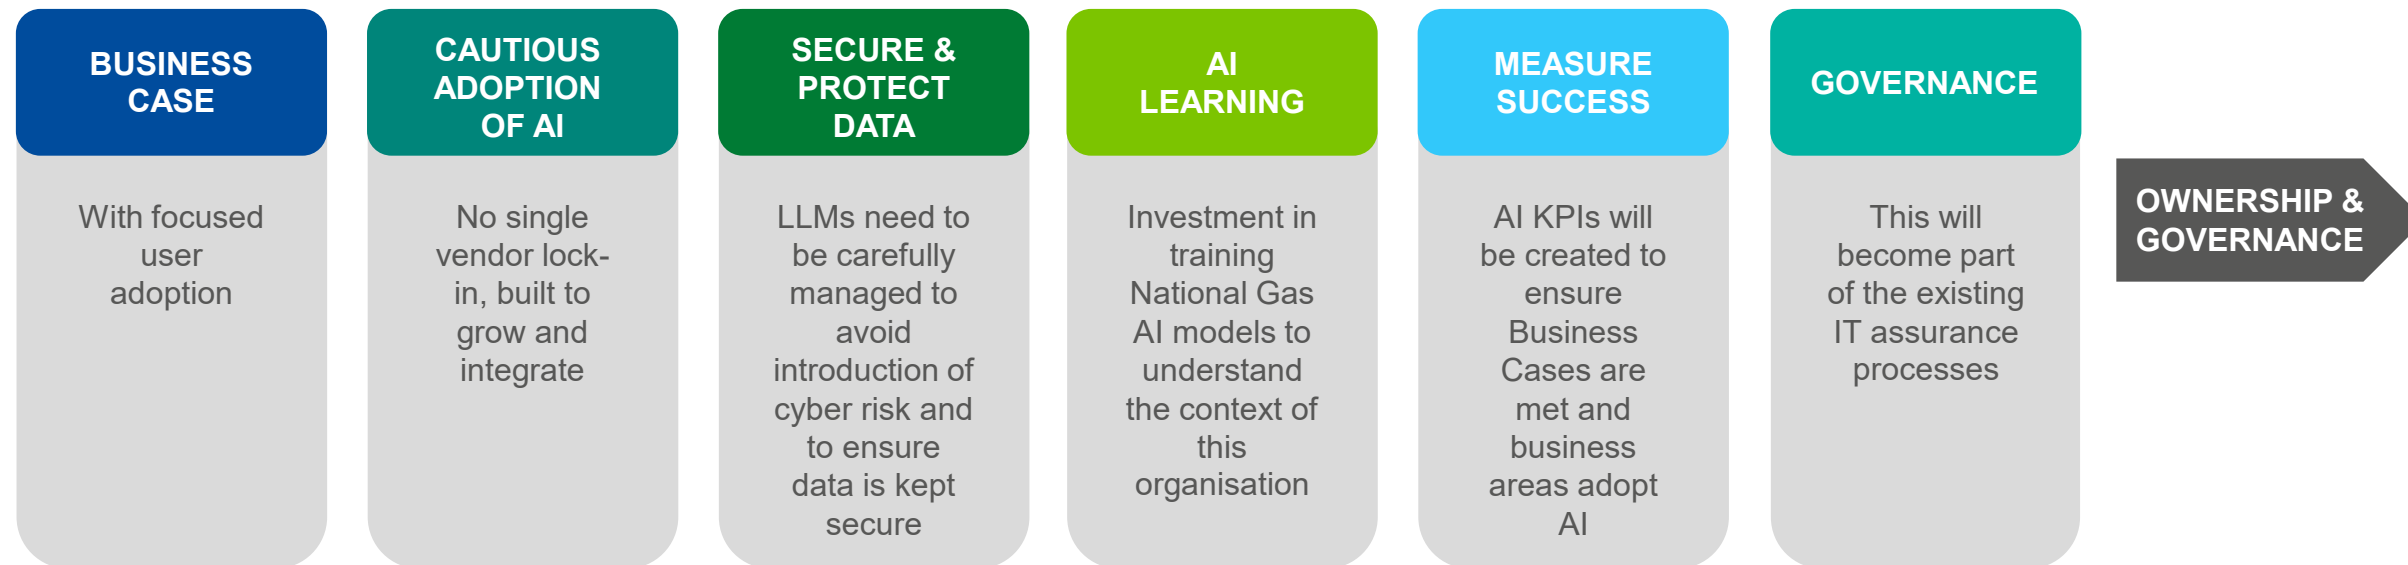 BUSINESS
CASE
With focused
user
adoption
CAUTIOUS
ADOPTION
OF AI
No single
vendor lock-
in, built to
grow and
integrate
SECURE &
PROTECT
DATA
LLMs need to
be carefully
managed to
avoid
introduction of
cyber risk and
to ensure
data is kept
secure
AI
LEARNING
Investment in
training
National Gas
AI models to
understand
the context of
this
organisation
MEASURE
SUCCESS
AI KPIs will
be created to
ensure
Business
Cases are
met and
business
areas adopt
AI
GOVERNANCE
This will
become part
of the existing
IT assurance
processes
OWNERSHIP &
GOVERNANCE